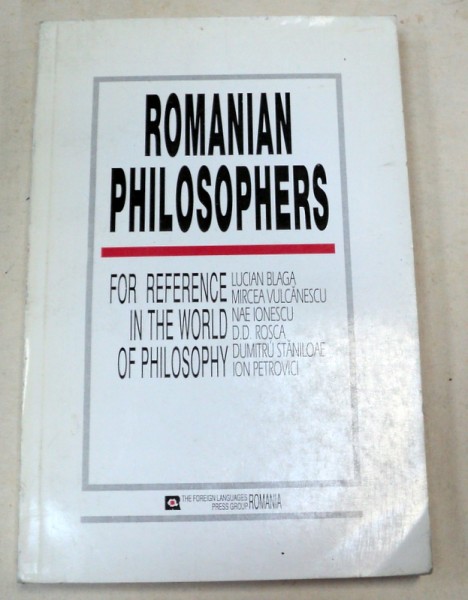 ROMANIAN
PHILOSOPHERS
FOR REFERENCE
IN THE WORLD
OF PHILOSOPHY
LUCIAN BLAGA
MIRCEA VULCĂNESCU
NAE IONESCU
D.D. ROȘCA
DUMITRU STĂNILOAE
ION PETROVICI
THE FOREIGN LANGUAGES
PRESS GROUP ROMANIA